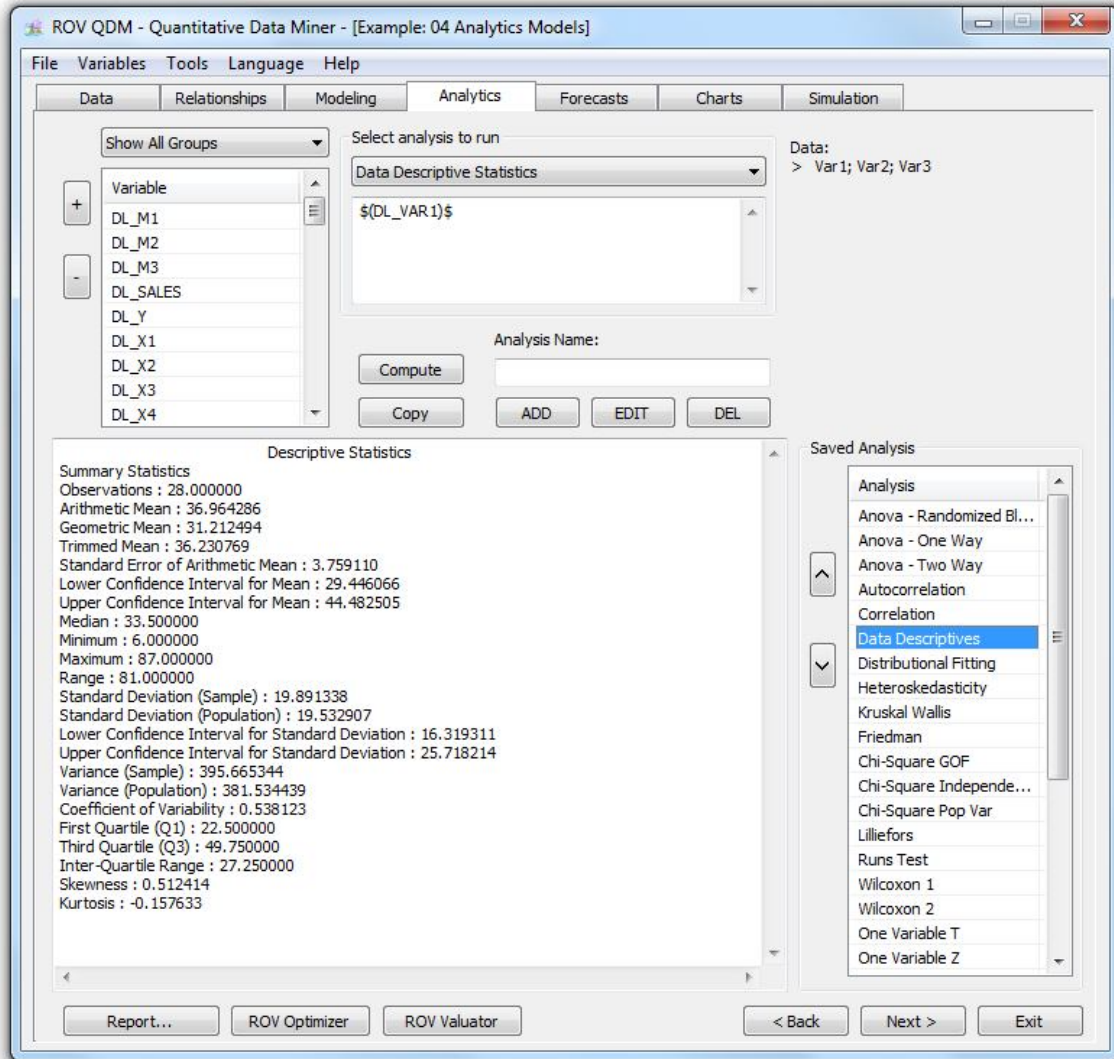 ROV QDM - Quantitative Data Miner - [Example: 04 Analytics Models]
File Variables Tools Language Help
Data Relationships Modeling Analytics Forecasts Charts Simulation
Show All Groups
Variable
+
-
DL_M1
DL_M2
DL_M3
DL_SALES
DL_Y
DL_X1
DL_X2
DL_X3
DL_X4
Select analysis to run
Data Descriptive Statistics
$(DL_VAR1)$
Data:
> Var1; Var2; Var3
Analysis Name:
Compute
Copy ADD EDIT DEL
Descriptive Statistics
Summary Statistics
Observations : 28.000000
Arithmetic Mean : 36.964286
Geometric Mean : 31.212494
Trimmed Mean : 36.230769
Standard Error of Arithmetic Mean : 3.759110
Lower Confidence Interval for Mean : 29.446066
Upper Confidence Interval for Mean : 44.482505
Median : 33.500000
Minimum : 6.000000
Maximum : 87.000000
Range : 81.000000
Standard Deviation (Sample) : 19.891338
Standard Deviation (Population) : 19.532907
Lower Confidence Interval for Standard Deviation : 16.319311
Upper Confidence Interval for Standard Deviation : 25.718214
Variance (Sample) : 395.665344
Variance (Population) : 381.534439
Coefficient of Variability : 0.538123
First Quartile (Q1) : 22.500000
Third Quartile (Q3) : 49.750000
Inter-Quartile Range : 27.250000
Skewness : 0.512414
Kurtosis : -0.157633
Saved Analysis
Analysis
Anova - Randomized Bl...
Anova - One Way
Anova - Two Way
Autocorrelation
Correlation
Data Descriptives
Distributional Fitting
Heteroskedasticity
Kruskal Wallis
Friedman
Chi-Square GOF
Chi-Square Independe...
Chi-Square Pop Var
Lilliefors
Runs Test
Wilcoxon 1
Wilcoxon 2
One Variable T
One Variable Z
Report... ROV Optimizer ROV Valuator < Back Next > Exit